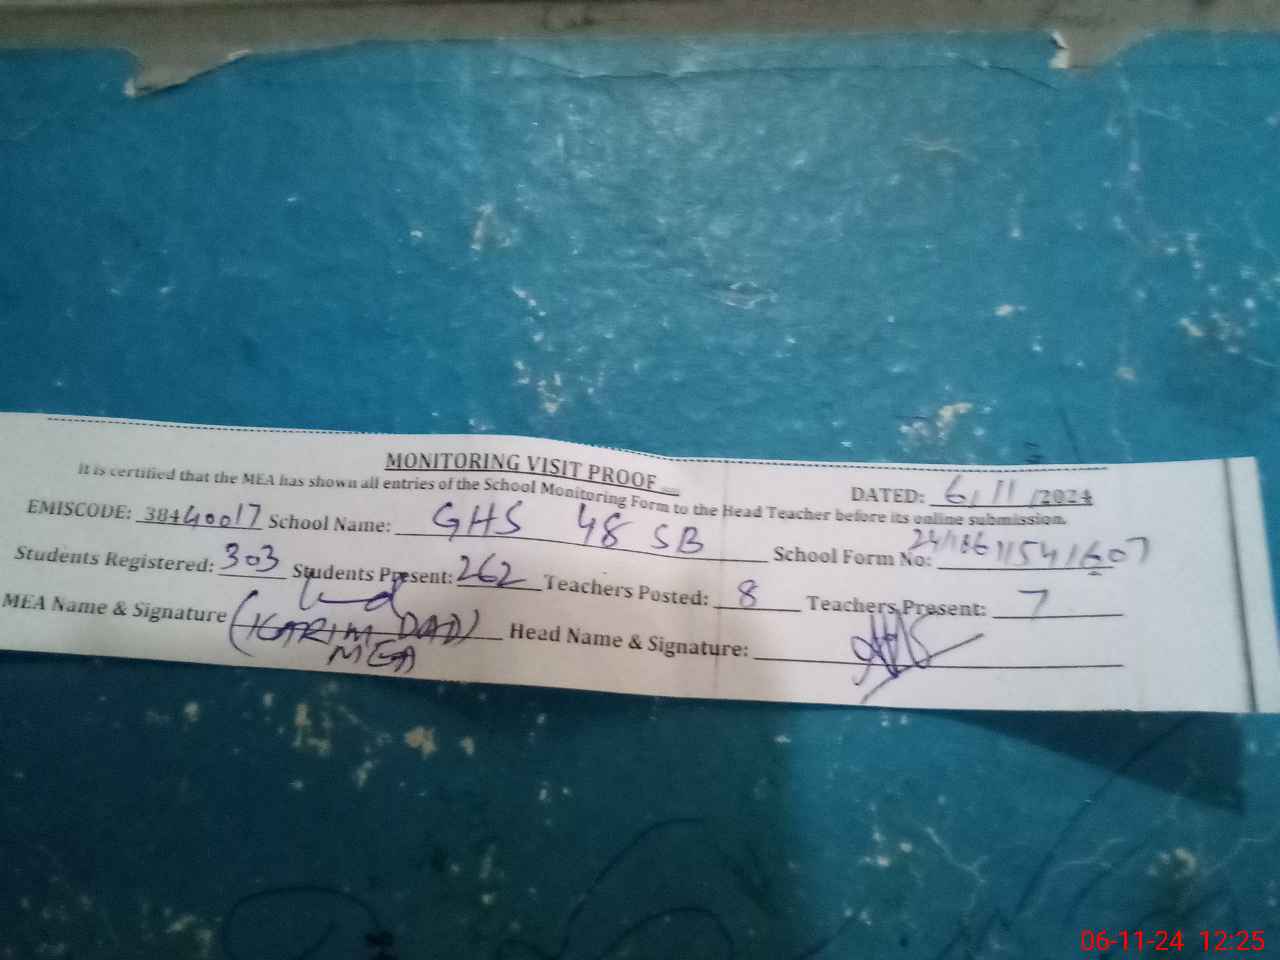 MONITORING VISIT PROOF
DATED: 6/11/2024
It is certified that the MEA has shown all entries of the School Monitoring Form to the Head Teacher before its online submission.
EMISCODE: 38440017 School Name: GHS 48 SB School Form No:
Students Registered: 303 Students Present: 262 Teachers Posted: 8 Teachers Present: 7
MEA Name & Signature (KARIM DAD) Head Name & Signature:
MEA
06-11-24 12:25